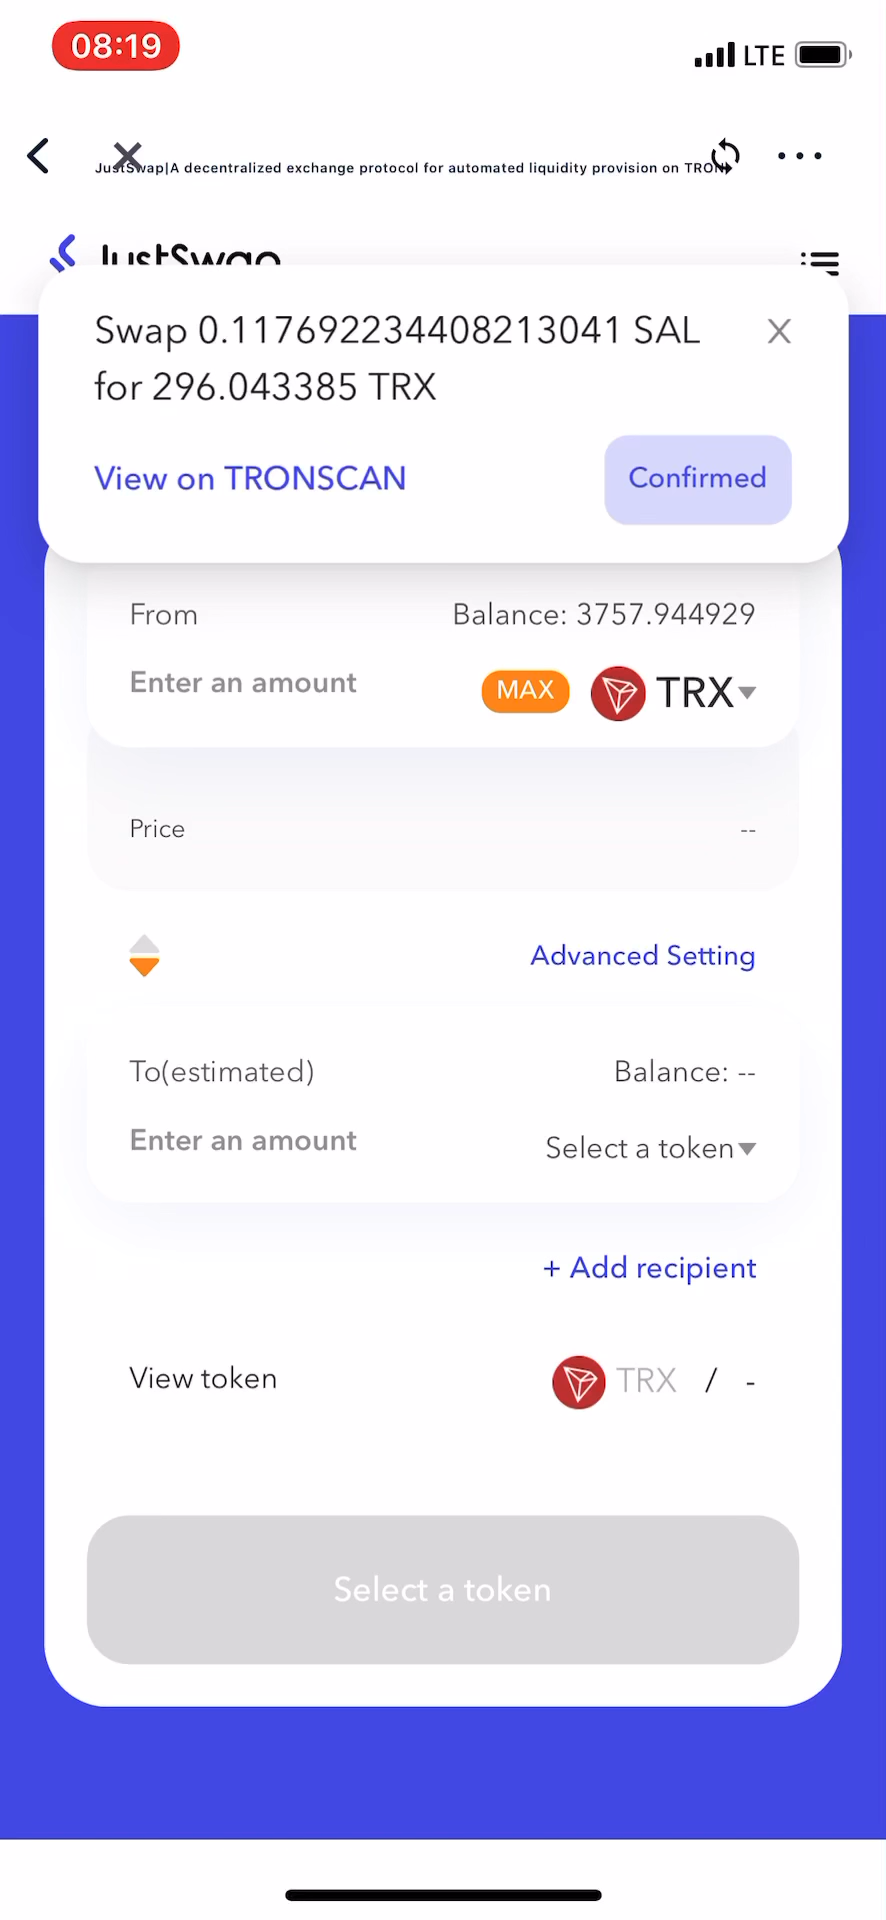 08:19
LTE
JustSwap|A decentralized exchange protocol for automated liquidity provision on TRON
JustSwap
Swap 0.117692234408213041 SAL
for 296.043385 TRX
View on TRONSCAN
Confirmed
From
Balance: 3757.944929
Enter an amount
MAX
TRX
Price
--
Advanced Setting
To(estimated)
Balance: --
Enter an amount
Select a token
+ Add recipient
View token
TRX / -
Select a token